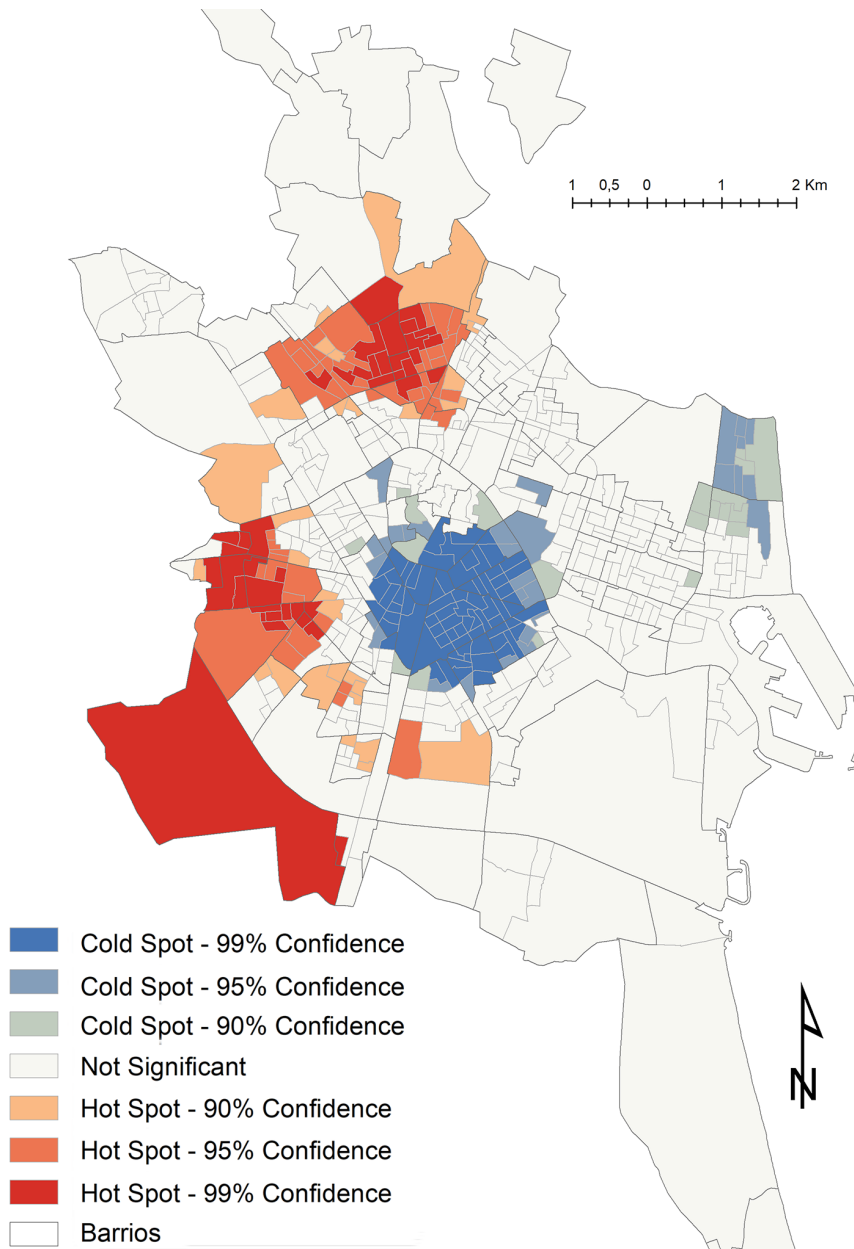 1 0,5 0 1 2 Km
Cold Spot - 99% Confidence
Cold Spot - 95% Confidence
Cold Spot - 90% Confidence
Not Significant
Hot Spot - 90% Confidence
Hot Spot - 95% Confidence
Hot Spot - 99% Confidence
Barrios
N